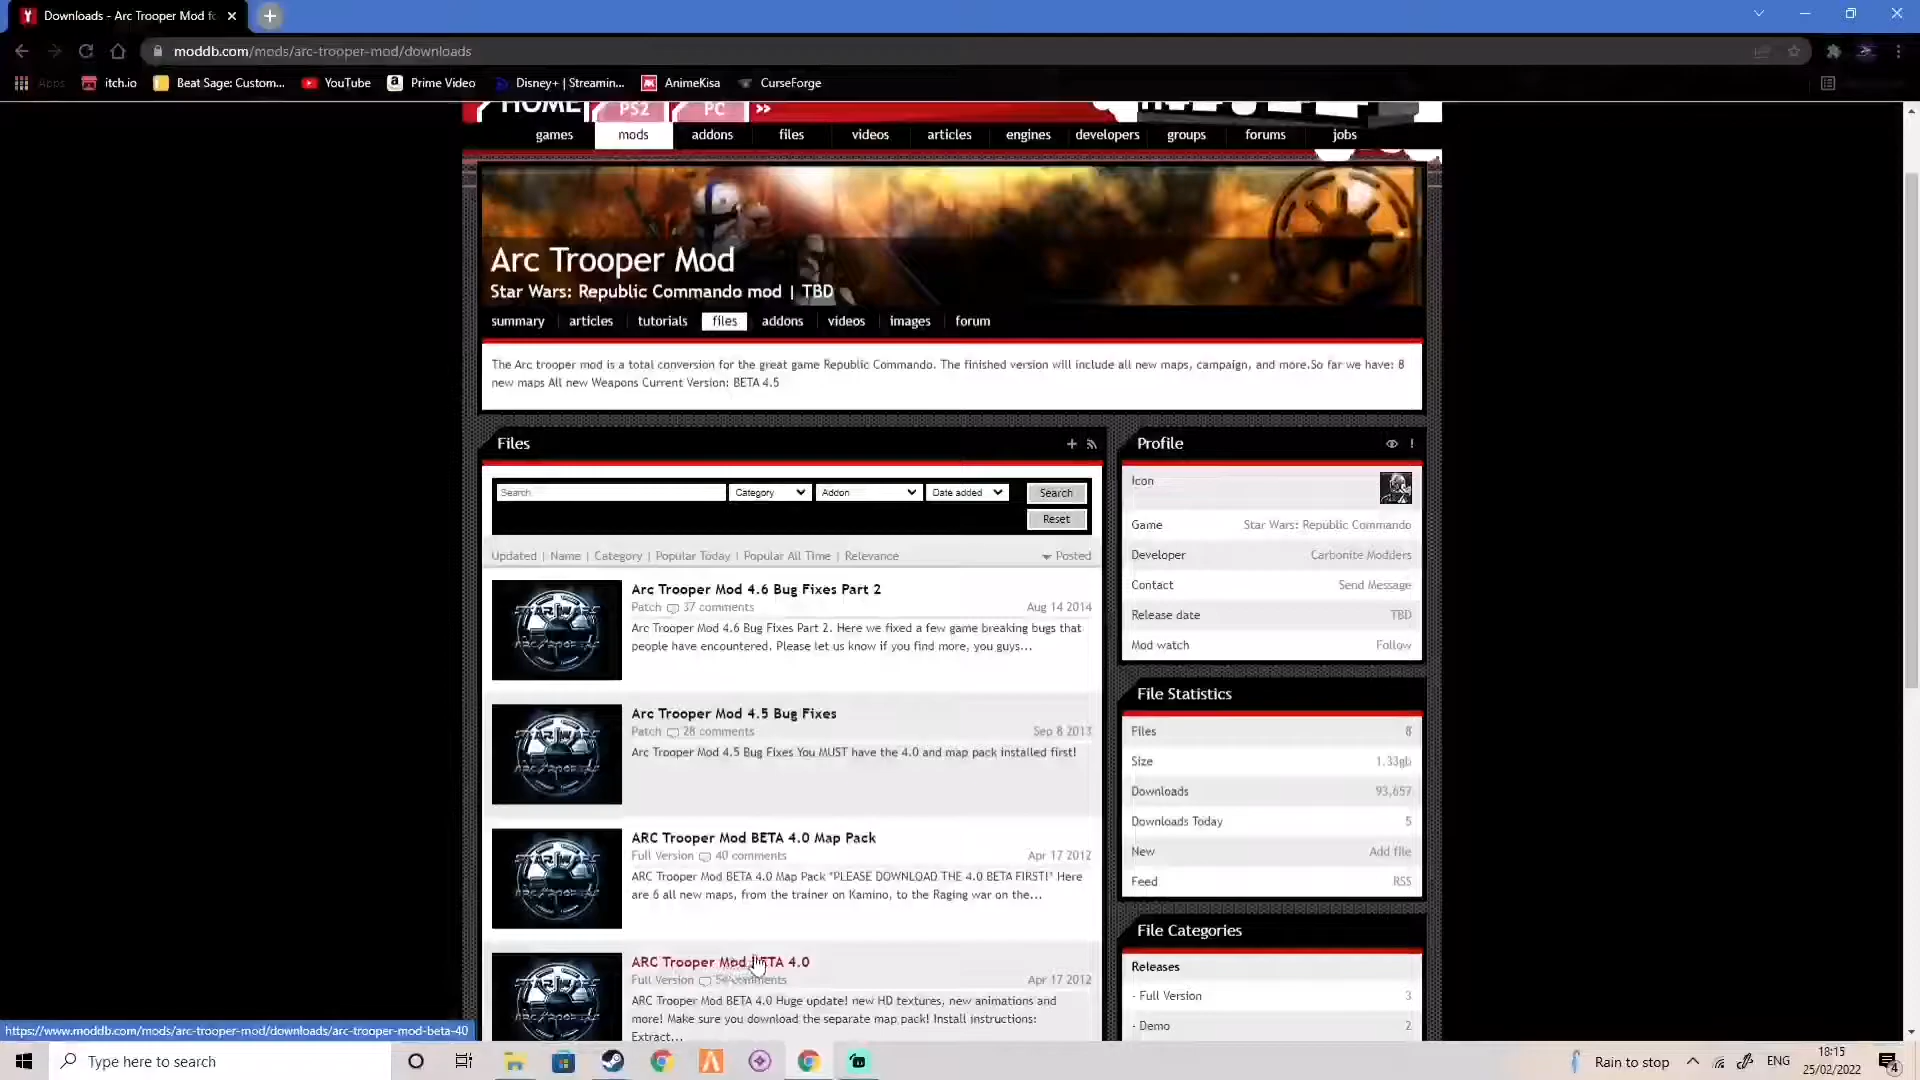 Downloads - Arc Trooper Mod fo
moddb.com/mods/arc-trooper-mod/downloads
Apps itch.io Beat Sage: Custom... YouTube Prime Video Disney+ | Streamin... AnimeKisa CurseForge
HOME PS2 PC >>
games mods addons files videos articles engines developers groups forums jobs
Arc Trooper Mod
Star Wars: Republic Commando mod | TBD
summary articles tutorials files addons videos images forum
The Arc trooper mod is a total conversion for the great game Republic Commando. The finished version will include all new maps, campaign, and more.So far we have: 8
new maps All new Weapons Current Version: BETA 4.5
Files
Search Category Addon Date added Search
Reset
Updated | Name | Category | Popular Today | Popular All Time | Relevance Posted
Arc Trooper Mod 4.6 Bug Fixes Part 2
Patch 37 comments Aug 14 2014
Arc Trooper Mod 4.6 Bug Fixes Part 2. Here we fixed a few game breaking bugs that
people have encountered. Please let us know if you find more, you guys...
Arc Trooper Mod 4.5 Bug Fixes
Patch 28 comments Sep 8 2013
Arc Trooper Mod 4.5 Bug Fixes You MUST have the 4.0 and map pack installed first!
ARC Trooper Mod BETA 4.0 Map Pack
Full Version 40 comments Apr 17 2012
ARC Trooper Mod BETA 4.0 Map Pack "PLEASE DOWNLOAD THE 4.0 BETA FIRST!" Here
are 6 all new maps, from the trainer on Kamino, to the Raging war on the...
ARC Trooper Mod BETA 4.0
Full Version comments Apr 17 2012
ARC Trooper Mod BETA 4.0 Huge update! new HD textures, new animations and
more! Make sure you download the separate map pack! Install instructions:
Extract...
Profile
Icon
Game Star Wars: Republic Commando
Developer Carbonite Modders
Contact Send Message
Release date TBD
Mod watch Follow
File Statistics
Files 8
Size 1.33gb
Downloads 93,657
Downloads Today 5
New Add file
Feed RSS
File Categories
Releases
- Full Version 3
- Demo 2
https://www.moddb.com/mods/arc-trooper-mod/downloads/arc-trooper-mod-beta-40
Type here to search
Rain to stop ENG 18:15
25/02/2022
4